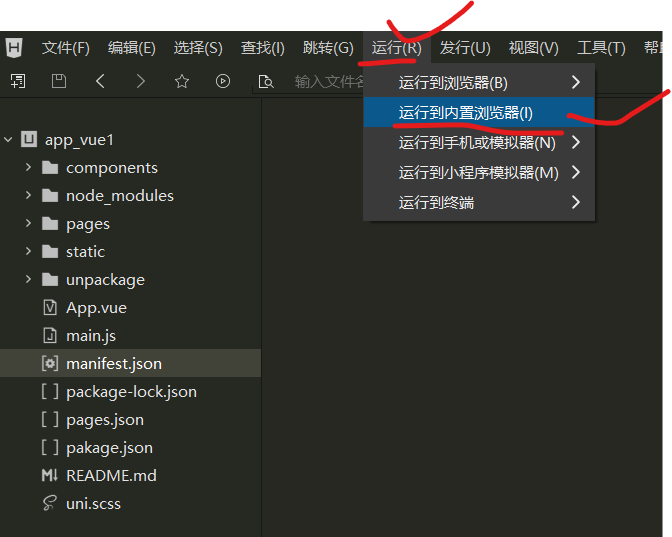 H 文件(F) 编辑(E) 选择(S) 查找(I) 跳转(G) 运行(R) 发行(U) 视图(V) 工具(T) 帮
输入文件名
运行到浏览器(B)
运行到内置浏览器(I)
运行到手机或模拟器(N)
运行到小程序模拟器(M)
运行到终端
app_vue1
components
node_modules
pages
static
unpackage
App.vue
main.js
manifest.json
package-lock.json
pages.json
pakage.json
README.md
uni.scss